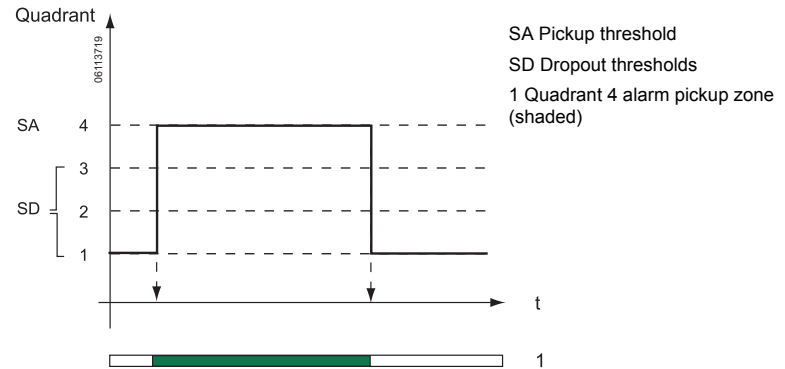 Quadrant
06113719
SA Pickup threshold
SD Dropout thresholds
1 Quadrant 4 alarm pickup zone
(shaded)
SA 4
3
SD 2
1
t
1